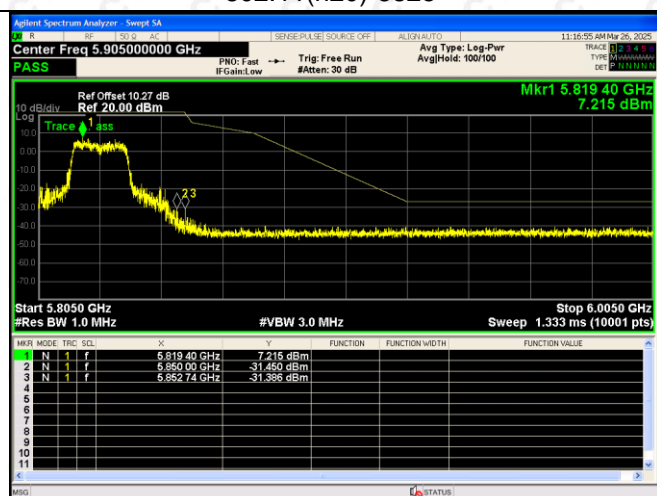 802.11(n20) 5825
Agilent Spectrum Analyzer - Swept SA
R RF 50 Ω AC SENSE:PULSE SOURCE OFF ALIGN AUTO 11:16:55 AM Mar 26, 2025
Center Freq 5.905000000 GHz Avg Type: Log-Pwr TRACE 1 2 3 4 5 6
PASS PNO: Fast Trig: Free Run Avg|Hold: 100/100 TYPE M
IFGain:Low #Atten: 30 dB DET P N N N N N
Ref Offset 10.27 dB Mkr1 5.819 40 GHz
10 dB/div Ref 20.00 dBm 7.215 dBm
Log
Trace 1 ass
10.0
0.00
-10.0
-20.0
2 3
-30.0
-40.0
-50.0
-60.0
-70.0
Start 5.8050 GHz Stop 6.0050 GHz
#Res BW 1.0 MHz #VBW 3.0 MHz Sweep 1.333 ms (10001 pts)
MKR MODE TRC SCL X Y FUNCTION FUNCTION WIDTH FUNCTION VALUE
1 N 1 f 5.819 40 GHz 7.215 dBm
2 N 1 f 5.850 00 GHz -31.450 dBm
3 N 1 f 5.852 74 GHz -31.386 dBm
4
5
6
7
8
9
10
11
MSG STATUS